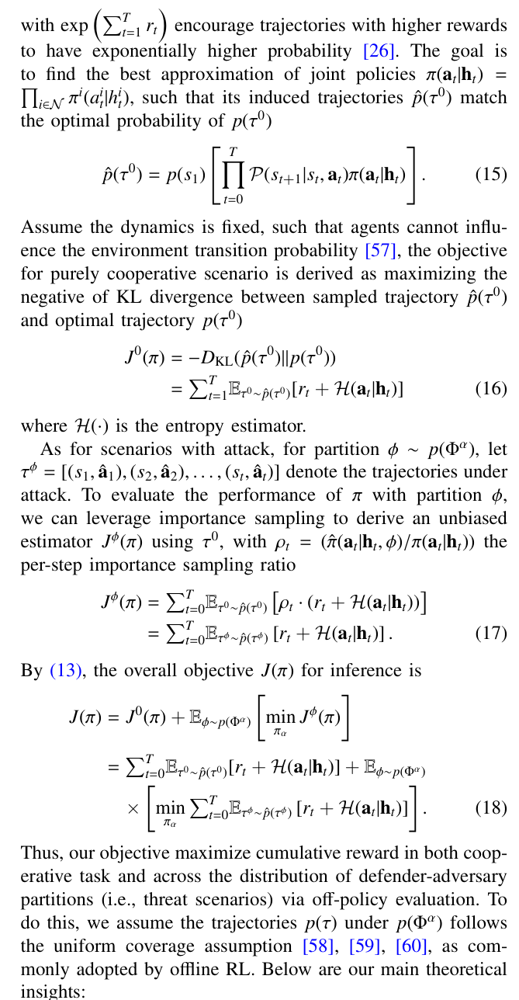 with exp(∑_{t=1}^{T} r_t) encourage trajectories with higher rewards
to have exponentially higher probability [26]. The goal is
to find the best approximation of joint policies π(𝐚_t|𝐡_t) =
∏_{i∈𝒩} π^i(a_t^i|h_t^i), such that its induced trajectories p̂(τ^0) match
the optimal probability of p(τ^0)
p̂(τ^0) = p(s_1) [∏_{t=0}^{T} 𝒫(s_{t+1}|s_t, 𝐚_t)π(𝐚_t|𝐡_t)]. (15)
Assume the dynamics is fixed, such that agents cannot influ-
ence the environment transition probability [57], the objective
for purely cooperative scenario is derived as maximizing the
negative of KL divergence between sampled trajectory p̂(τ^0)
and optimal trajectory p(τ^0)
J^0(π) = −D_{KL}(p̂(τ^0)||p(τ^0))
= ∑_{t=1}^{T} 𝔼_{τ^0∼p̂(τ^0)}[r_t + ℋ(𝐚_t|𝐡_t)] (16)
where ℋ(·) is the entropy estimator.
As for scenarios with attack, for partition ϕ ∼ p(Φ^α), let
τ^ϕ = [(s_1, 𝐚̂_1), (s_2, 𝐚̂_2), . . . , (s_t, 𝐚̂_t)] denote the trajectories under
attack. To evaluate the performance of π with partition ϕ,
we can leverage importance sampling to derive an unbiased
estimator J^ϕ(π) using τ^0, with ρ_t = (π̂(𝐚_t|𝐡_t, ϕ)/π(𝐚_t|𝐡_t)) the
per-step importance sampling ratio
J^ϕ(π) = ∑_{t=0}^{T} 𝔼_{τ^0∼p̂(τ^0)} [ρ_t · (r_t + ℋ(𝐚_t|𝐡_t))]
= ∑_{t=0}^{T} 𝔼_{τ^ϕ∼p̂(τ^ϕ)} [r_t + ℋ(𝐚_t|𝐡_t)]. (17)
By (13), the overall objective J(π) for inference is
J(π) = J^0(π) + 𝔼_{ϕ∼p(Φ^α)} [min_{π_α} J^ϕ(π)]
= ∑_{t=0}^{T} 𝔼_{τ^0∼p̂(τ^0)}[r_t + ℋ(𝐚_t|𝐡_t)] + 𝔼_{ϕ∼p(Φ^α)}
× [min_{π_α} ∑_{t=0}^{T} 𝔼_{τ^ϕ∼p̂(τ^ϕ)} [r_t + ℋ(𝐚_t|𝐡_t)]]. (18)
Thus, our objective maximize cumulative reward in both coop-
erative task and across the distribution of defender-adversary
partitions (i.e., threat scenarios) via off-policy evaluation. To
do this, we assume the trajectories p(τ) under p(Φ^α) follows
the uniform coverage assumption [58], [59], [60], as com-
monly adopted by offline RL. Below are our main theoretical
insights: